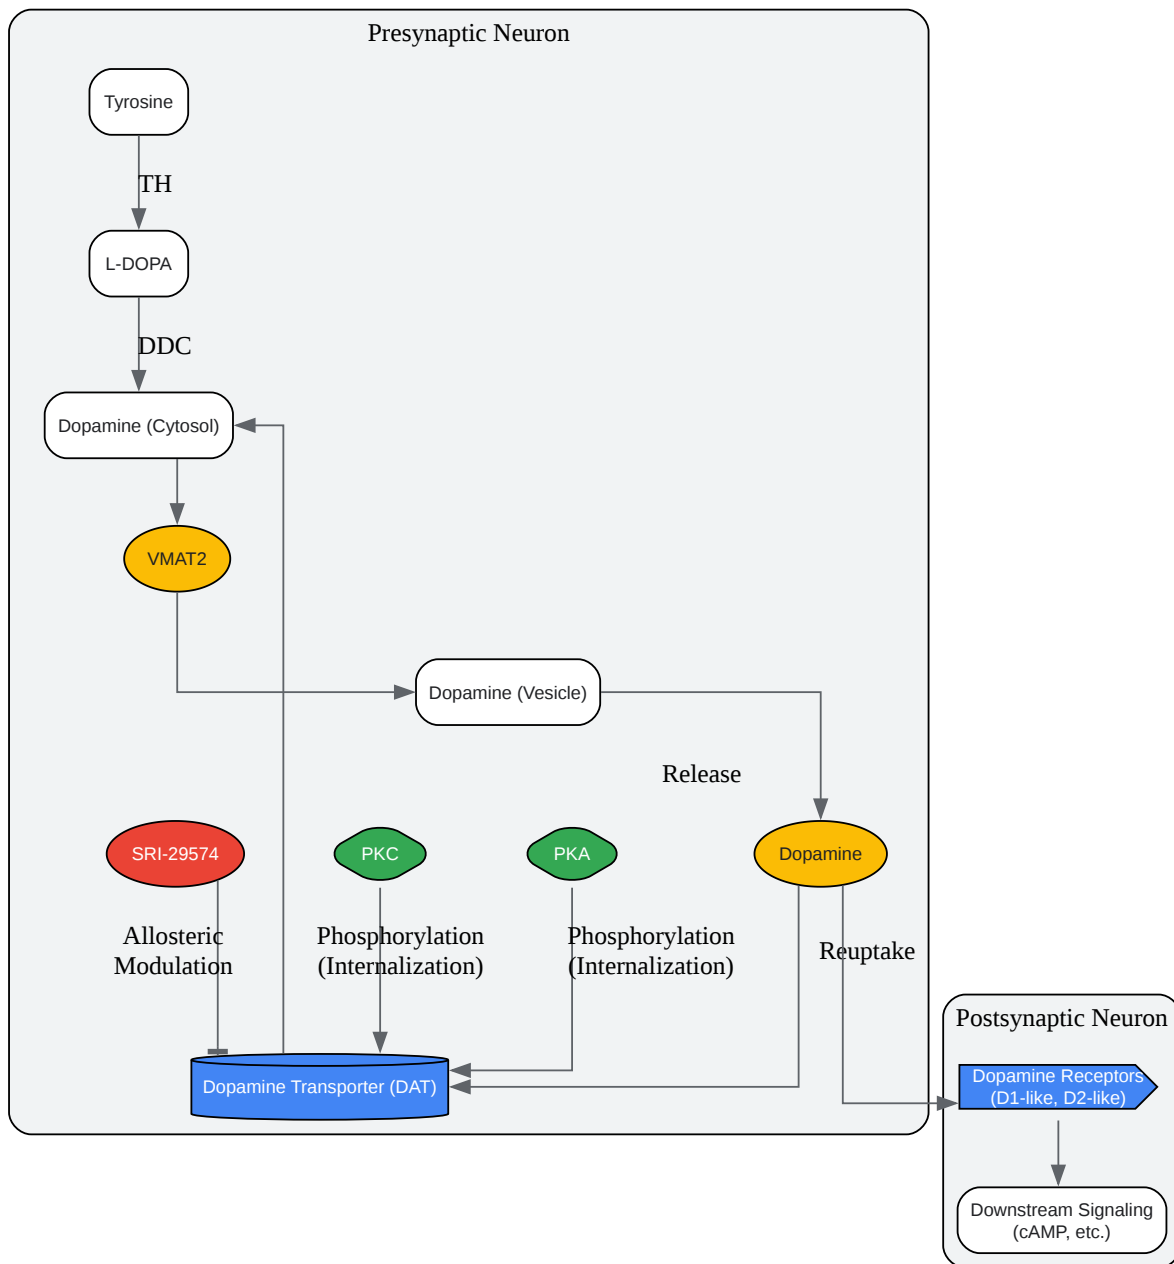 Presynaptic Neuron
Tyrosine
TH
L-DOPA
DDC
Dopamine (Cytosol)
VMAT2
Dopamine (Vesicle)
Release
SRI-29574
PKC
PKA
Dopamine
Allosteric
Modulation
Phosphorylation
(Internalization)
Phosphorylation
(Internalization)
Reuptake
Dopamine Transporter (DAT)
Postsynaptic Neuron
Dopamine Receptors
(D1-like, D2-like)
Downstream Signaling
(cAMP, etc.)